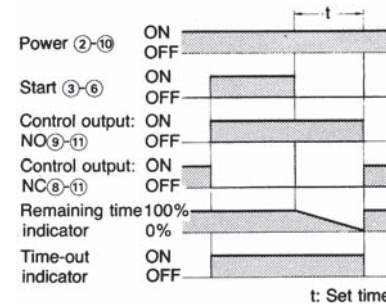 t
Power ②-⑩ ON
OFF
Start ③-⑥ ON
OFF
Control output: ON
NO⑨-⑪ OFF
Control output: ON
NC⑧-⑪ OFF
Remaining time 100%
indicator 0%
Time-out ON
indicator OFF
t: Set time